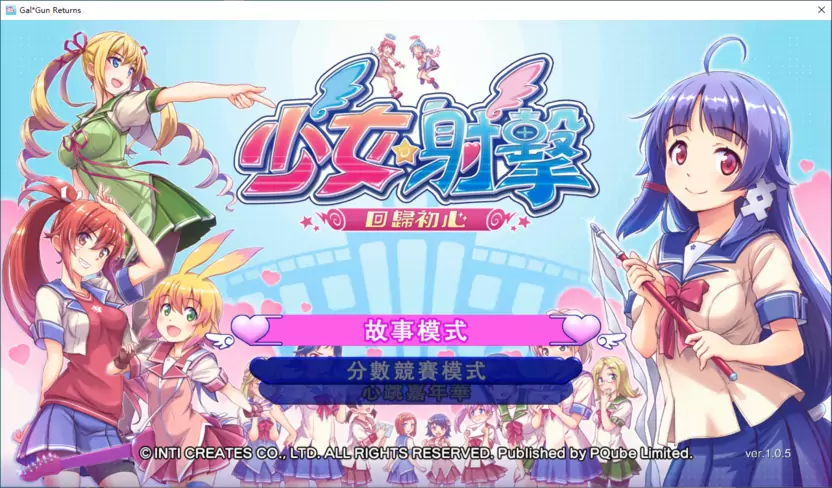 Gal*Gun Returns
少女☆射擊
回歸初心
故事模式
分數競賽模式
心跳嘉年華
© INTI CREATES CO., LTD. ALL RIGHTS RESERVED. Published by PQube Limited.
ver.1.0.5